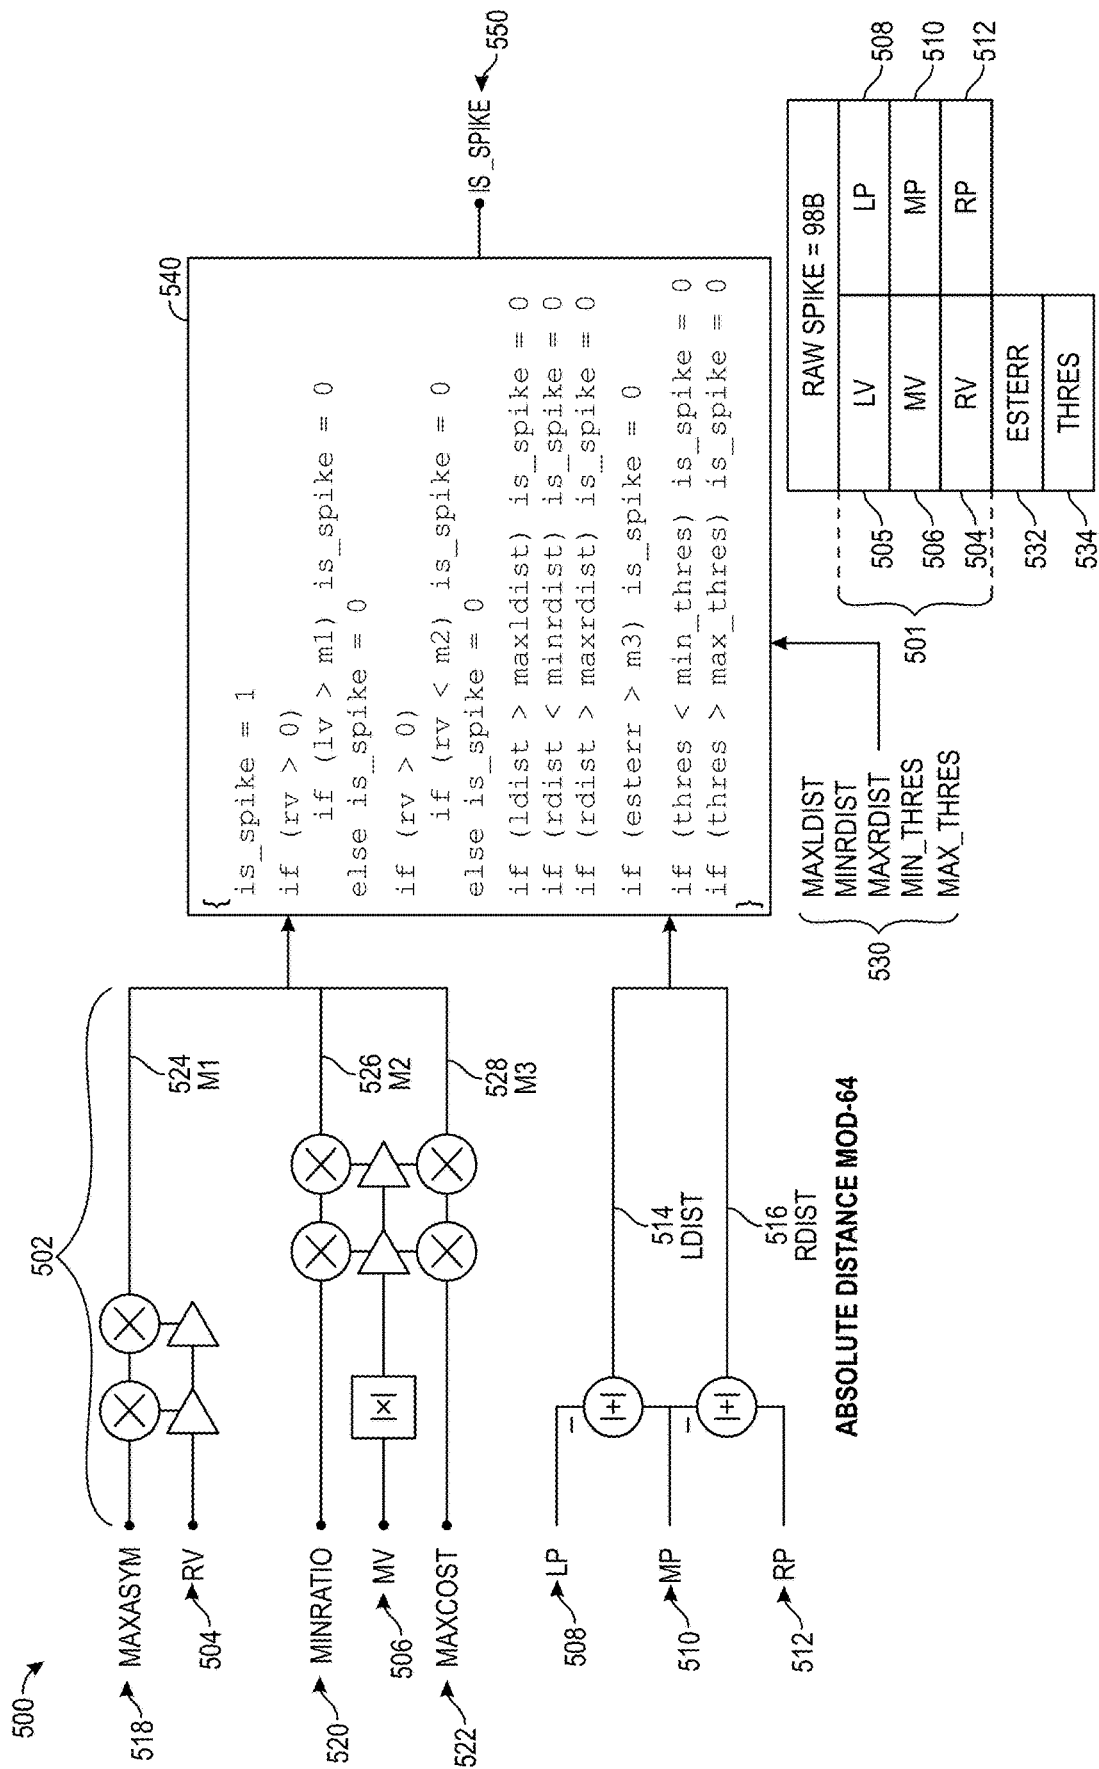 500
502
518
MAXASYM
504
RV
524
M1
520
MINRATIO
506
MV
|×|
522
MAXCOST
526
M2
528
M3
508
LP
510
MP
512
RP
−
|+|
−
|+|
514
LDIST
516
RDIST
ABSOLUTE DISTANCE MOD-64
540
{
is_spike = 1
if (rv > 0)
if (lv > m1) is_spike = 0
else is_spike = 0
if (rv > 0)
if (rv < m2) is_spike = 0
else is_spike = 0
if (ldist > maxldist) is_spike = 0
if (rdist < minrdist) is_spike = 0
if (rdist > maxrdist) is_spike = 0
if (esterr > m3) is_spike = 0
if (thres < min_thres) is_spike = 0
if (thres > max_thres) is_spike = 0
}
IS_SPIKE
550
530
MAXLDIST
MINRDIST
MAXRDIST
MIN_THRES
MAX_THRES
RAW SPIKE = 98B
505 LV LP 508
506 MV MP 510
504 RV RP 512
501
532 ESTERR
534 THRES